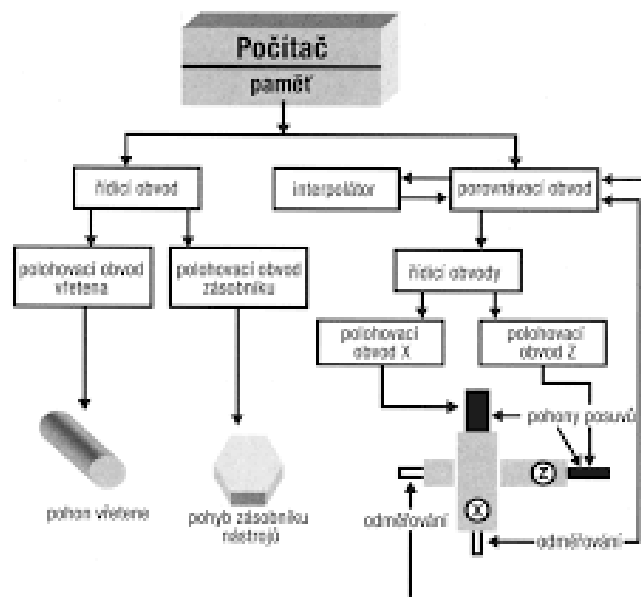 Počítač
paměť
řídicí obvod
interpolátor
porovnávací obvod
polohovací obvod
vřetena
polohovací obvod
zásobníku
řídicí obvody
polohovací
obvod X
polohovací
obvod Z
pohony posuvů
Z
X
pohon vřetene
pohyb zásobníku
nástrojů
odměřování
odměřování